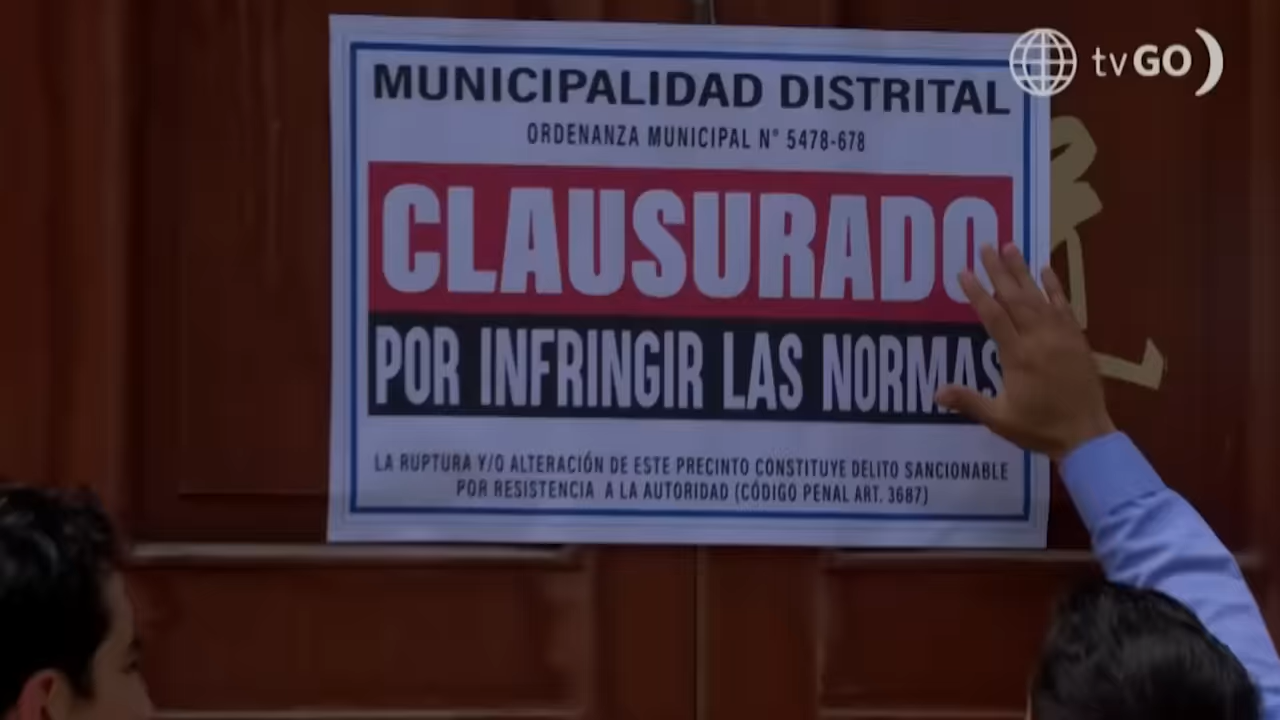 tvGO
MUNICIPALIDAD DISTRITAL
ORDENANZA MUNICIPAL N° 5478-678
CLAUSURADO
POR INFRINGIR LAS NORMAS
LA RUPTURA Y/O ALTERACIÓN DE ESTE PRECINTO CONSTITUYE DELITO SANCIONABLE
POR RESISTENCIA A LA AUTORIDAD (CÓDIGO PENAL ART. 3687)